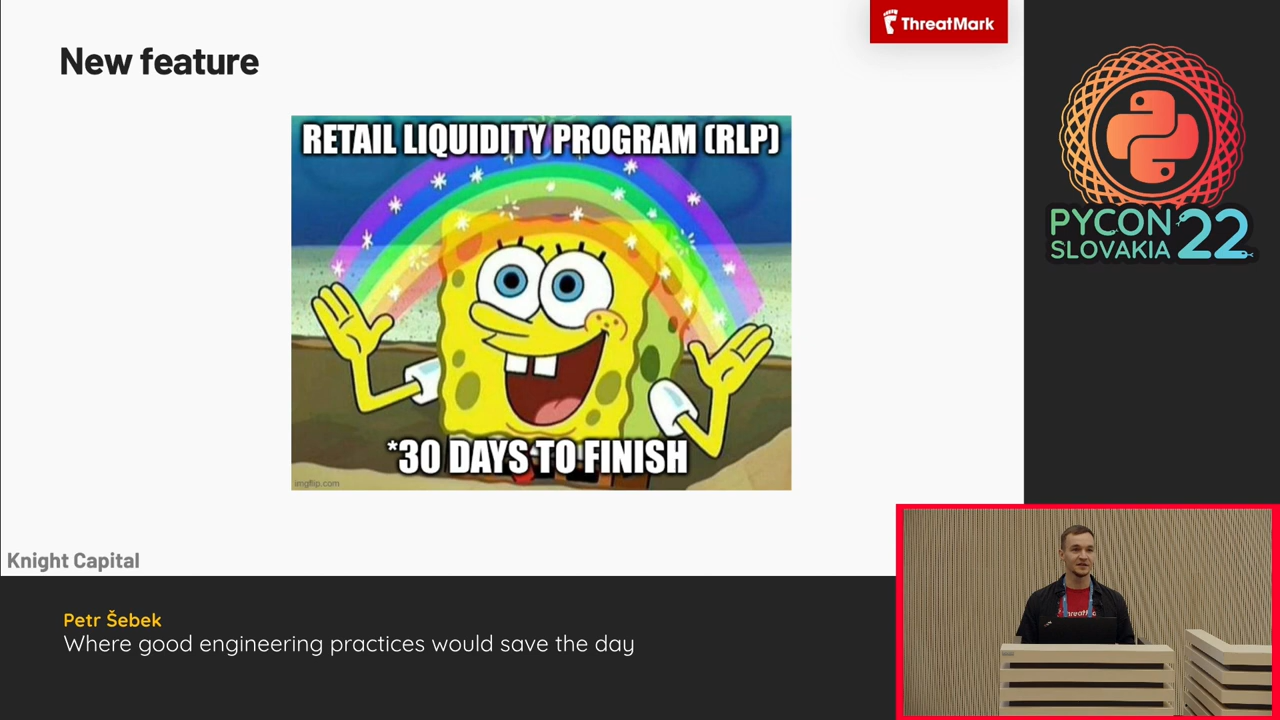 New feature
ThreatMark
RETAIL LIQUIDITY PROGRAM (RLP)
*30 DAYS TO FINISH
imgflip.com
Knight Capital
PYCON
SLOVAKIA
22
Petr Šebek
Where good engineering practices would save the day